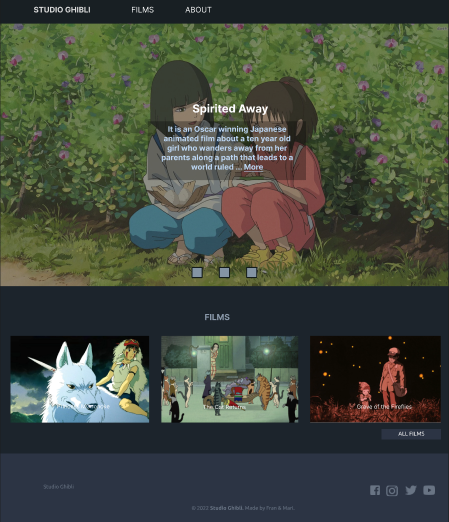 STUDIO GHIBLI FILMS ABOUT
Spirited Away
It is an Oscar winning Japanese
animated film about a ten year old
girl who wanders away from her
parents along a path that leads to a
world ruled ... More
FILMS
The Cat Returns
Grave of the Fireflies
ALL FILMS
Studio Ghibli
© 2022 Studio Ghibli. Made by Fran &